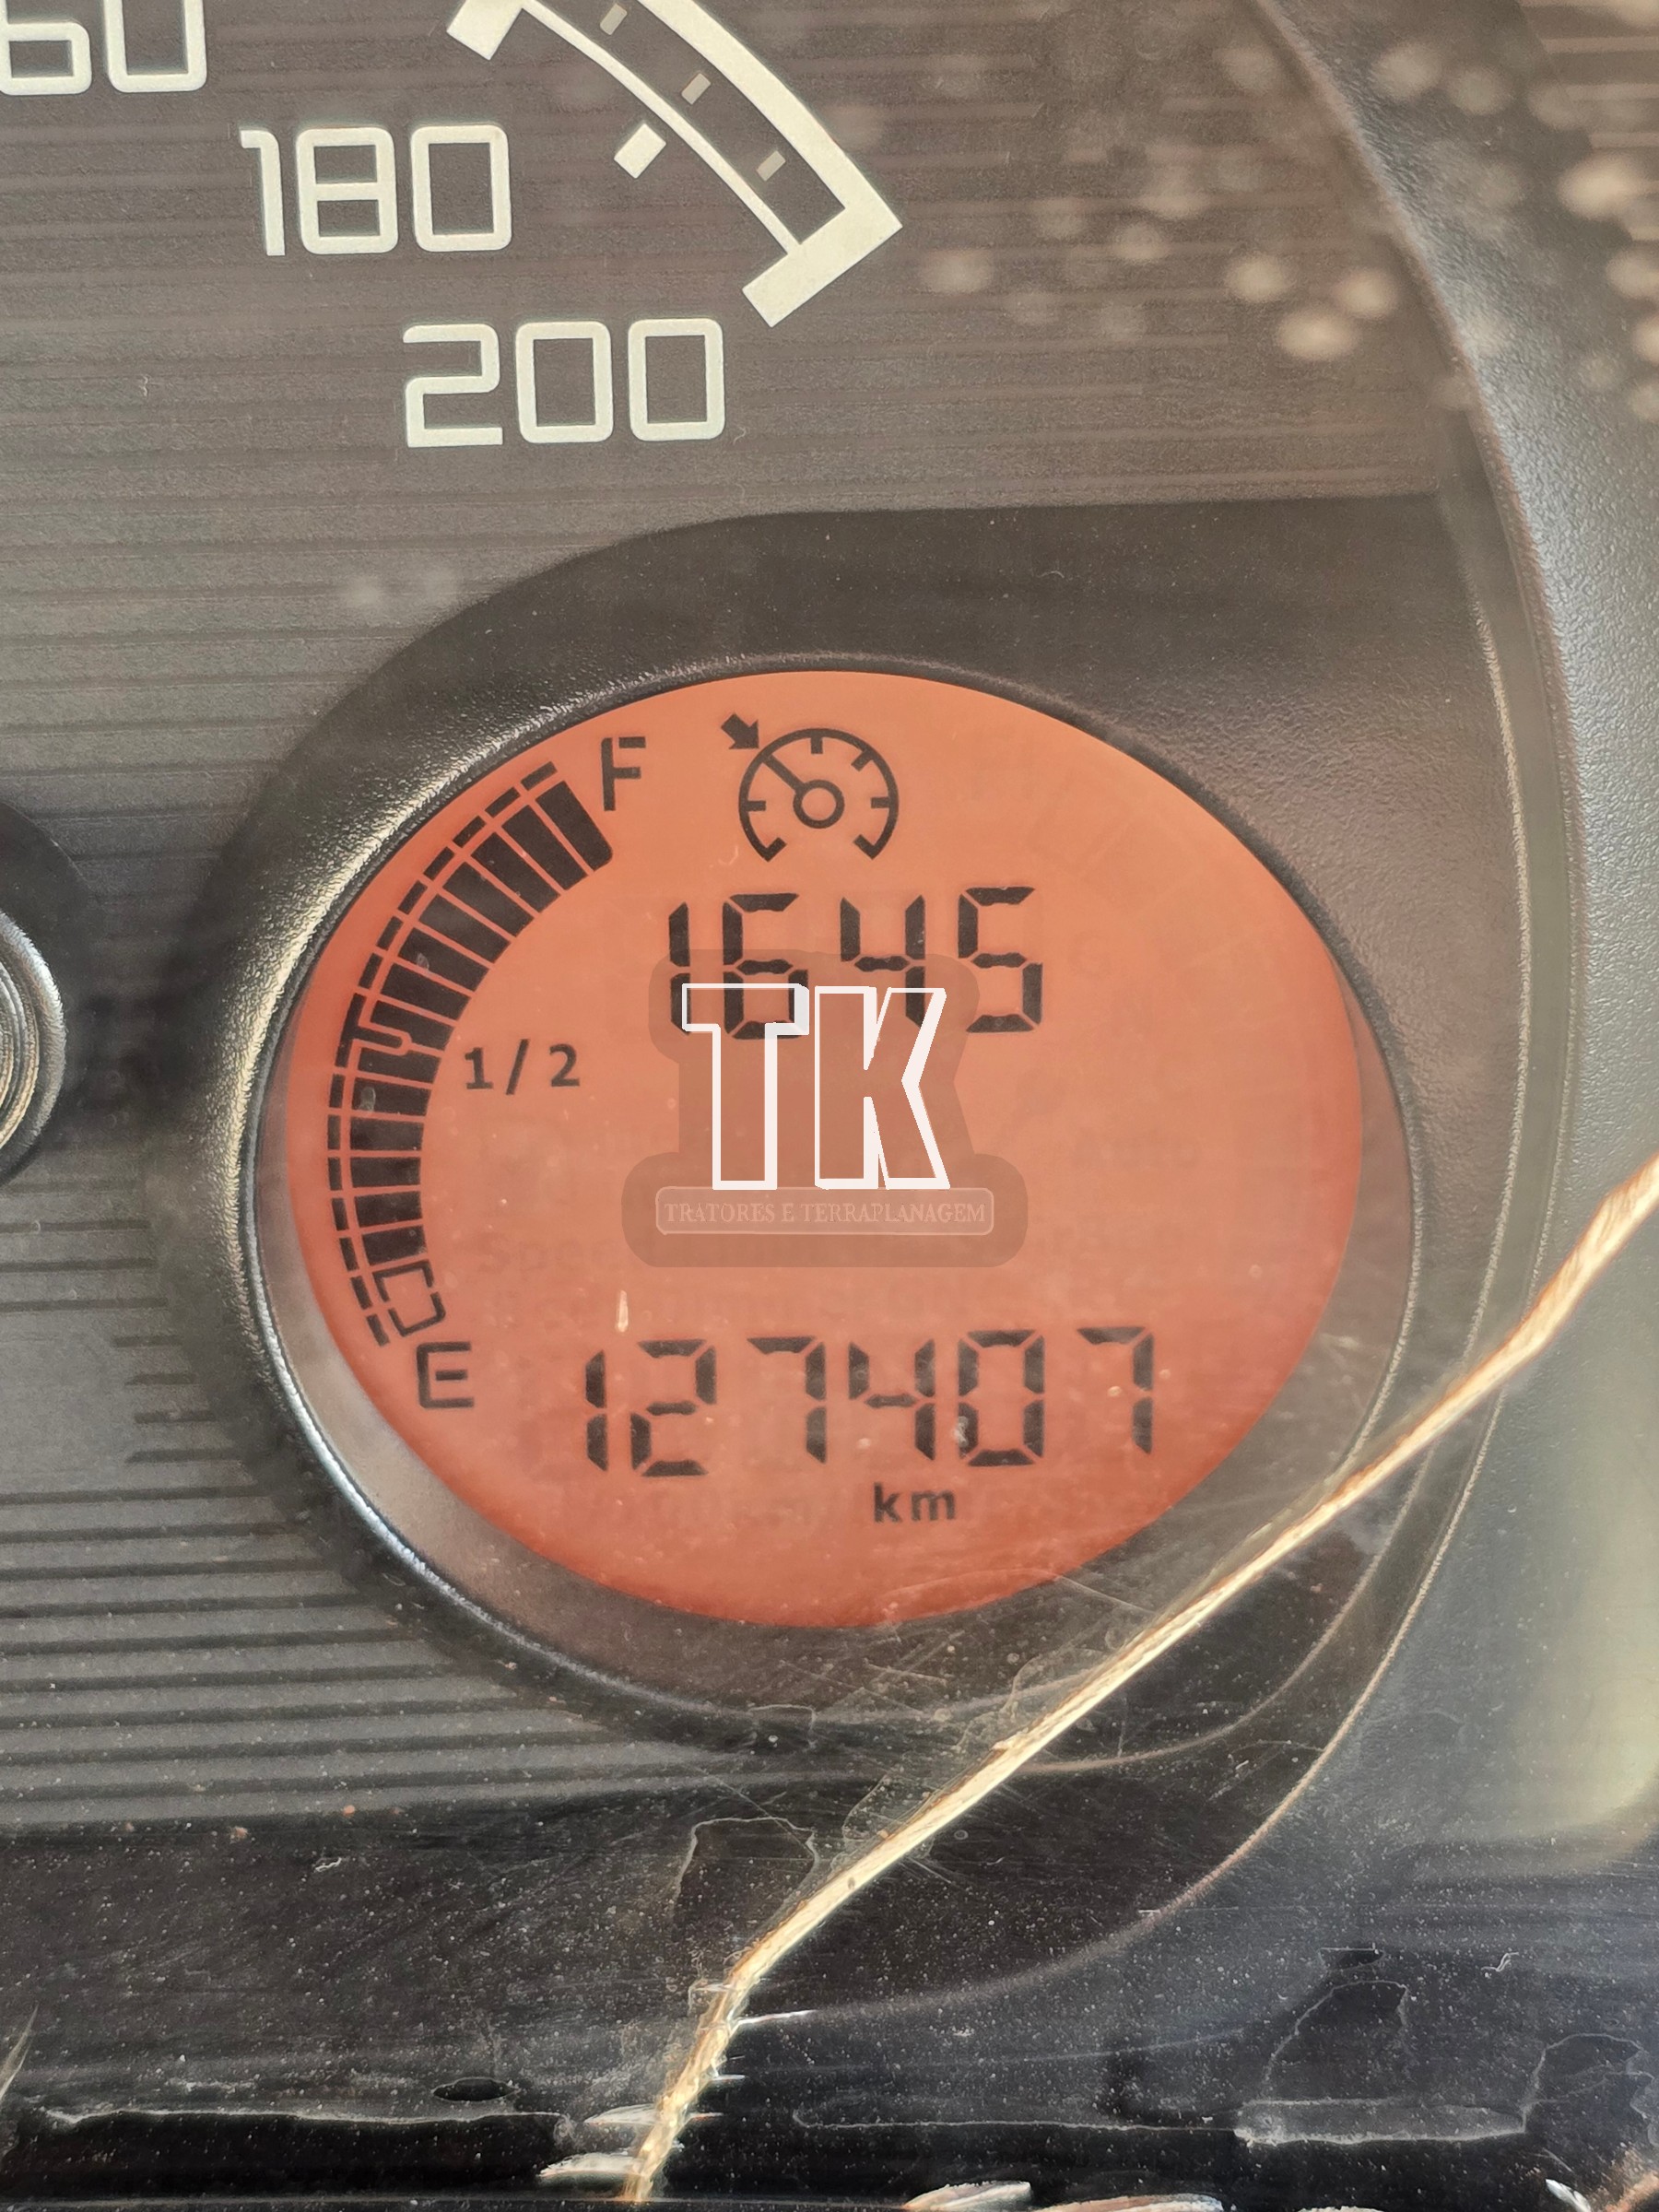 180
200
F
1645
1/2
TK
TRATORES E TERRAPLANAGEM
E
127407
km